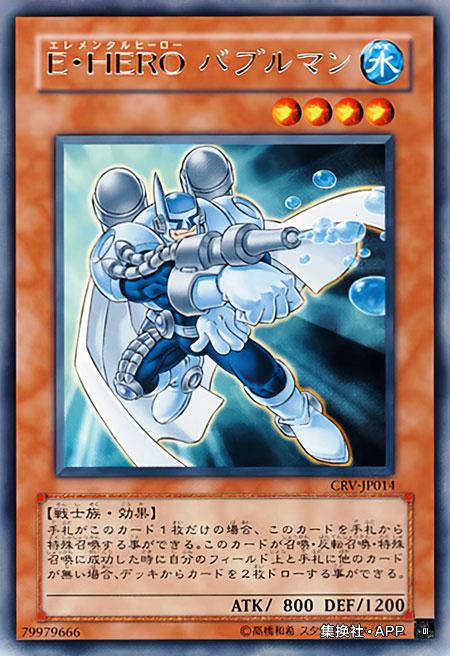 エレメンタルヒーロー
E・HERO バブルマン
水
CRV-JP014
【戦士族・効果】
手札がこのカード１枚だけの場合、このカードを手札から
特殊召喚する事ができる。このカードが召喚・反転召喚・特殊
召喚に成功した時に自分のフィールド上と手札に他のカード
が無い場合、デッキからカードを２枚ドローする事ができる。
ATK/ 800 DEF/1200
79979666
©高橋和希 スタ
集換社・APP
-01